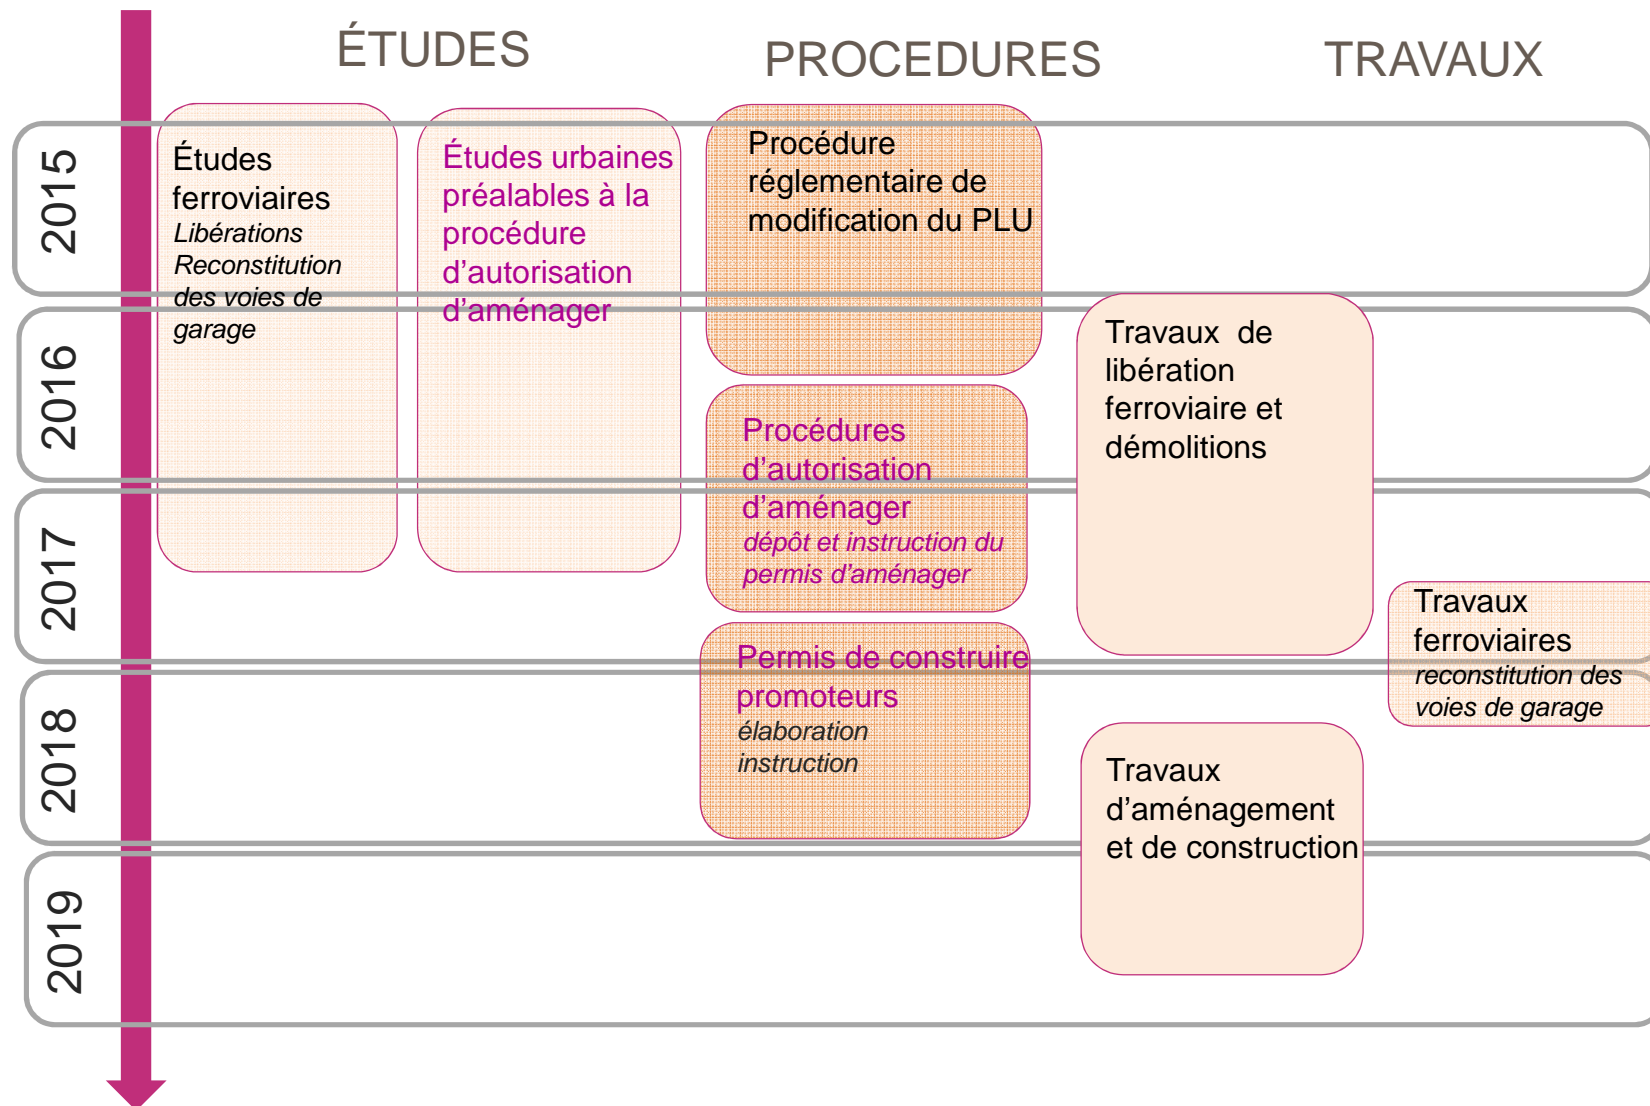 ÉTUDES
PROCEDURES
TRAVAUX
2015
Études
ferroviaires
Libérations
Reconstitution
des voies de
garage
Études urbaines
préalables à la
procédure
d’autorisation
d’aménager
Procédure
réglementaire de
modification du PLU
2016
Procédures
d’autorisation
d’aménager
dépôt et instruction du
permis d’aménager
Travaux de
libération
ferroviaire et
démolitions
2017
Travaux
ferroviaires
reconstitution des
voies de garage
Permis de construire
promoteurs
élaboration
instruction
2018
Travaux
d’aménagement
et de construction
2019